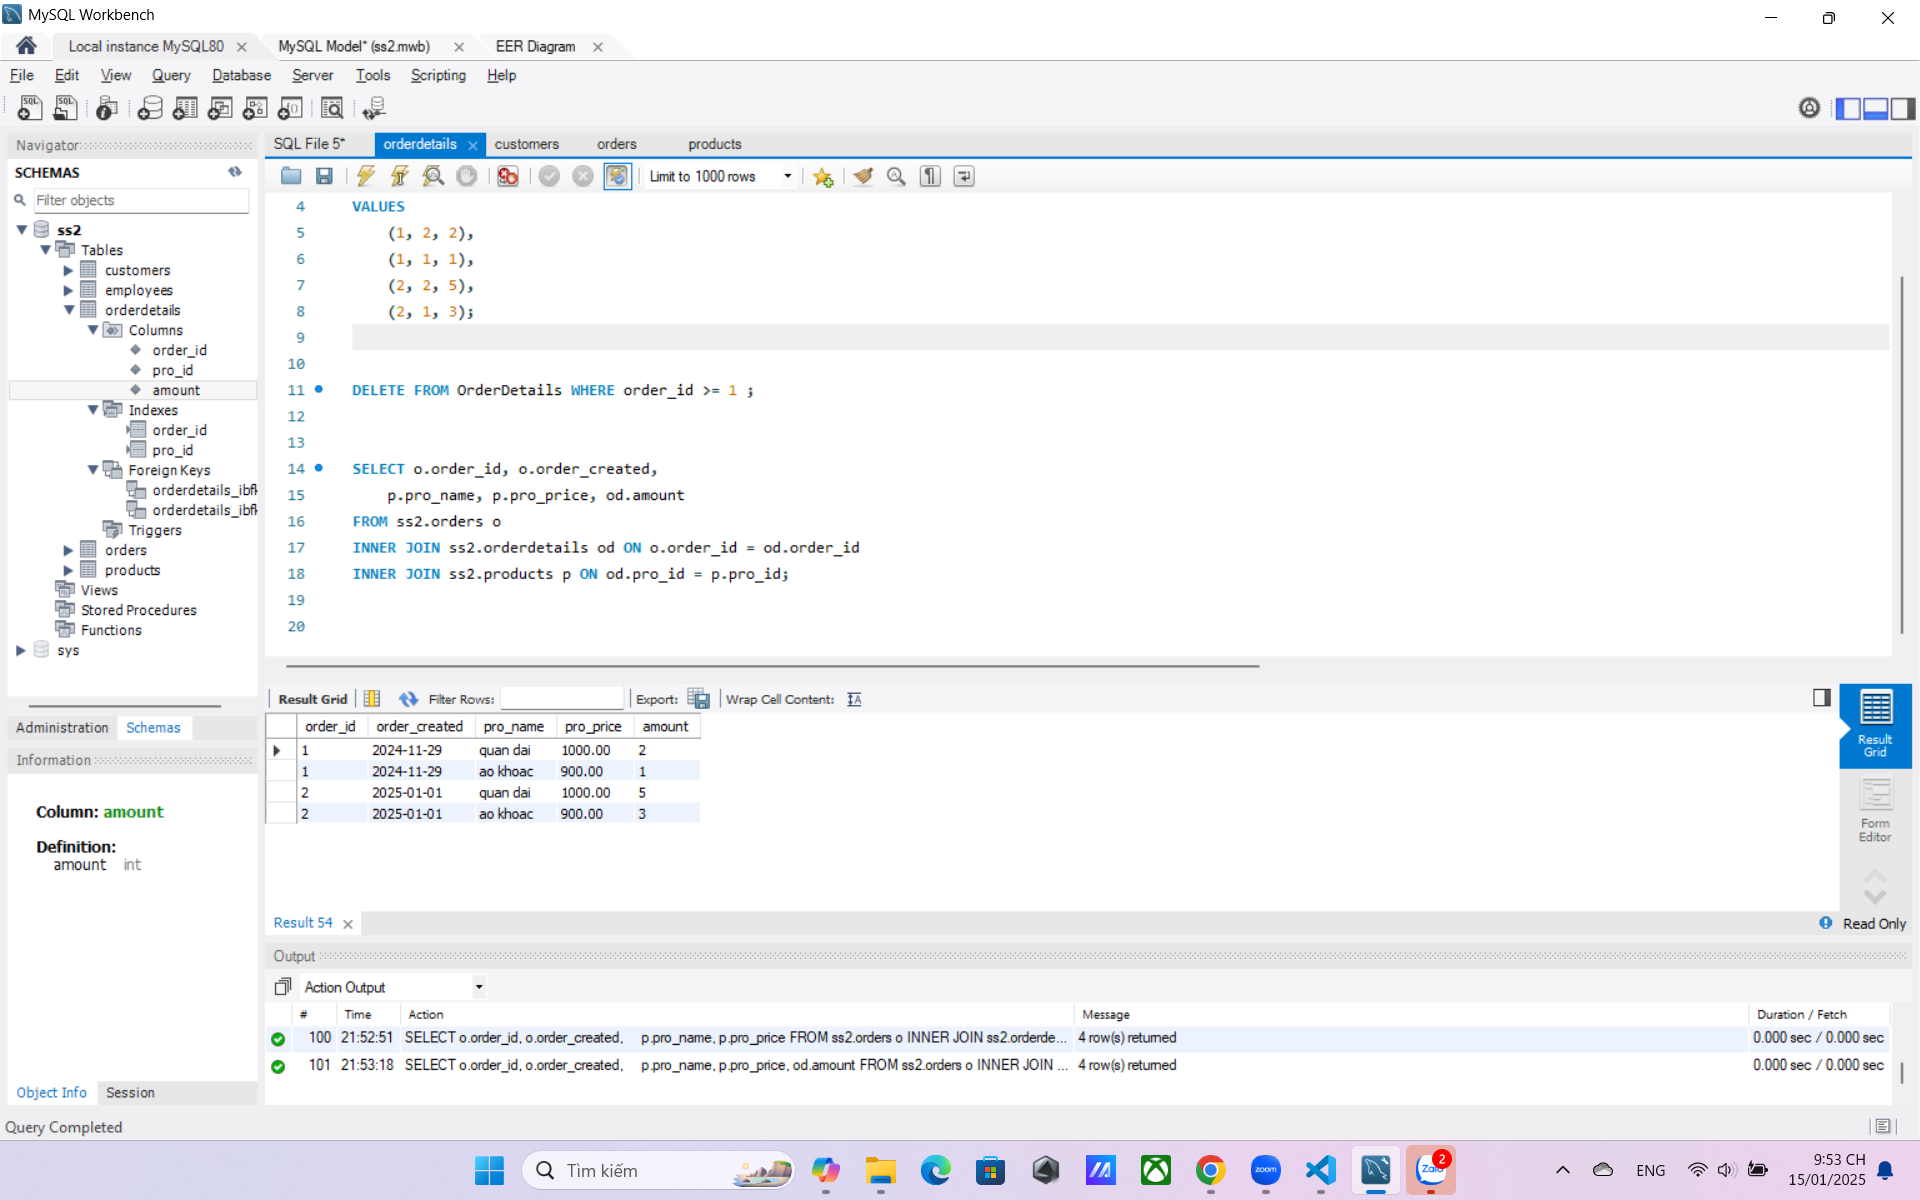 MySQL Workbench
Local instance MySQL80
MySQL Model* (ss2.mwb)
EER Diagram
File Edit View Query Database Server Tools Scripting Help
Navigator
SCHEMAS
Filter objects
ss2
Tables
customers
employees
orderdetails
Columns
order_id
pro_id
amount
Indexes
order_id
pro_id
Foreign Keys
orderdetails_ibfk
orderdetails_ibfk
Triggers
orders
products
Views
Stored Procedures
Functions
sys
Administration Schemas
Information
Column: amount
Definition:
amount int
Object Info Session
SQL File 5* orderdetails customers orders products
Limit to 1000 rows
4 VALUES
5 (1, 2, 2),
6 (1, 1, 1),
7 (2, 2, 5),
8 (2, 1, 3);
9
10
11 DELETE FROM OrderDetails WHERE order_id >= 1 ;
12
13
14 SELECT o.order_id, o.order_created,
15 p.pro_name, p.pro_price, od.amount
16 FROM ss2.orders o
17 INNER JOIN ss2.orderdetails od ON o.order_id = od.order_id
18 INNER JOIN ss2.products p ON od.pro_id = p.pro_id;
19
20
Result Grid Filter Rows: Export: Wrap Cell Content:
order_id order_created pro_name pro_price amount
1 2024-11-29 quan dai 1000.00 2
1 2024-11-29 ao khoac 900.00 1
2 2025-01-01 quan dai 1000.00 5
2 2025-01-01 ao khoac 900.00 3
Result Grid
Form Editor
Result 54
Read Only
Output
Action Output
# Time Action Message Duration / Fetch
100 21:52:51 SELECT o.order_id, o.order_created, p.pro_name, p.pro_price FROM ss2.orders o INNER JOIN ss2.orderde... 4 row(s) returned 0.000 sec / 0.000 sec
101 21:53:18 SELECT o.order_id, o.order_created, p.pro_name, p.pro_price, od.amount FROM ss2.orders o INNER JOIN ... 4 row(s) returned 0.000 sec / 0.000 sec
Query Completed
Tìm kiếm
zoom
Zalo
2
ENG
9:53 CH
15/01/2025